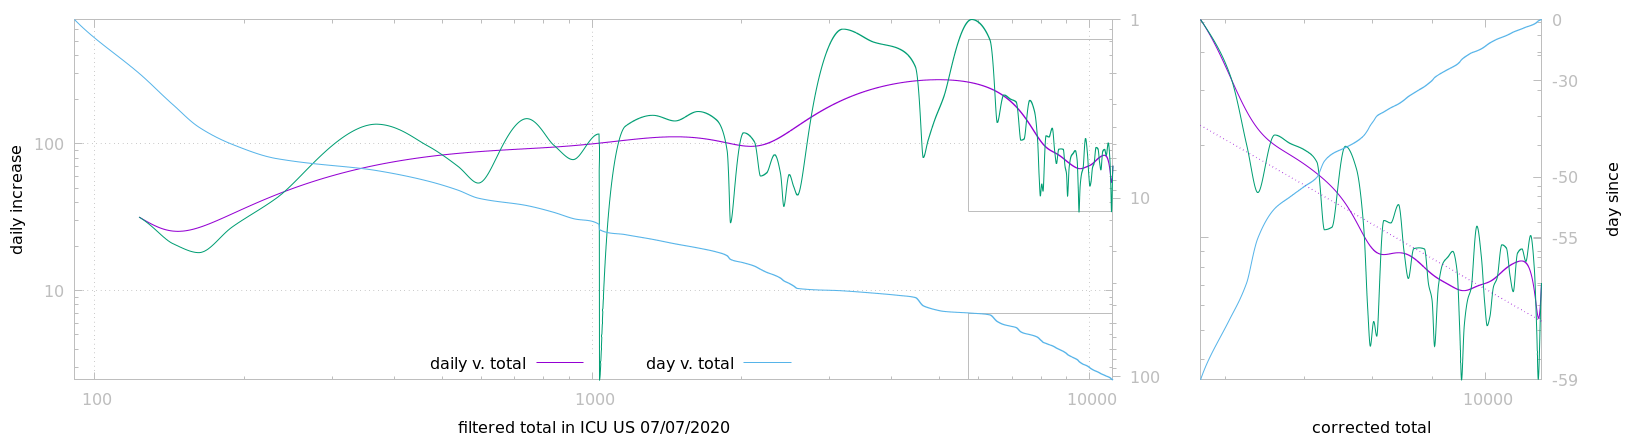 1
0
-30
100
daily increase
-50
day since
10
-55
10
daily v. total
day v. total
100
-59
100
1000
10000
10000
filtered total in ICU US 07/07/2020
corrected total